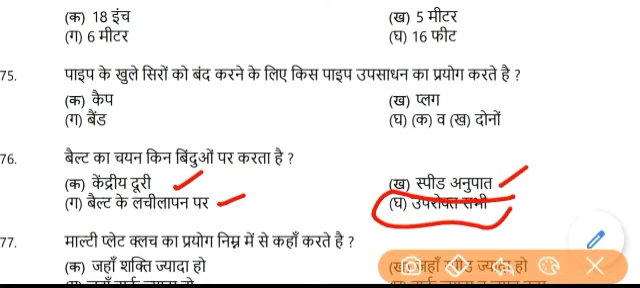 (क) 18 इंच (ख) 5 मीटर
(ग) 6 मीटर (घ) 16 फीट
75. पाइप के खुले सिरों को बंद करने के लिए किस पाइप उपसाधन का प्रयोग करते है ?
(क) कैप (ख) प्लग
(ग) बैंड (घ) (क) व (ख) दोनों
76. बैल्ट का चयन किन बिंदुओं पर करता है ?
(क) केंद्रीय दूरी (ख) स्पीड अनुपात
(ग) बैल्ट के लचीलापन पर (घ) उपरोक्त सभी
77. माल्टी प्लेट क्लच का प्रयोग निम्न में से कहाँ करते है ?
(क) जहाँ शक्ति ज्यादा हो (ख) जहाँ स्पीड ज्यादा हो